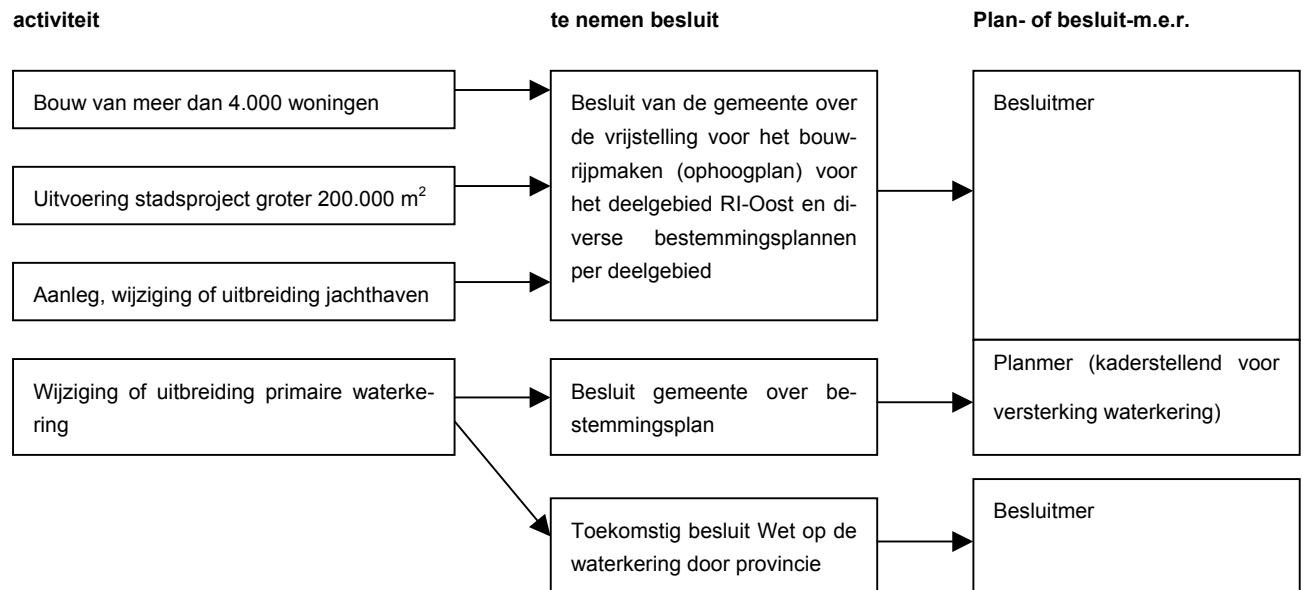 activiteit
te nemen besluit
Plan- of besluit-m.e.r.
Bouw van meer dan 4.000 woningen
Uitvoering stadsproject groter 200.000 m²
Aanleg, wijziging of uitbreiding jachthaven
Besluit van de gemeente over
de vrijstelling voor het bouw-
rijpmaken (ophoogplan) voor
het deelgebied RI-Oost en di-
verse bestemmingsplannen
per deelgebied
Besluitmer
Wijziging of uitbreiding primaire waterke-
ring
Besluit gemeente over be-
stemmingsplan
Planmer (kaderstellend voor
versterking waterkering)
Toekomstig besluit Wet op de
waterkering door provincie
Besluitmer